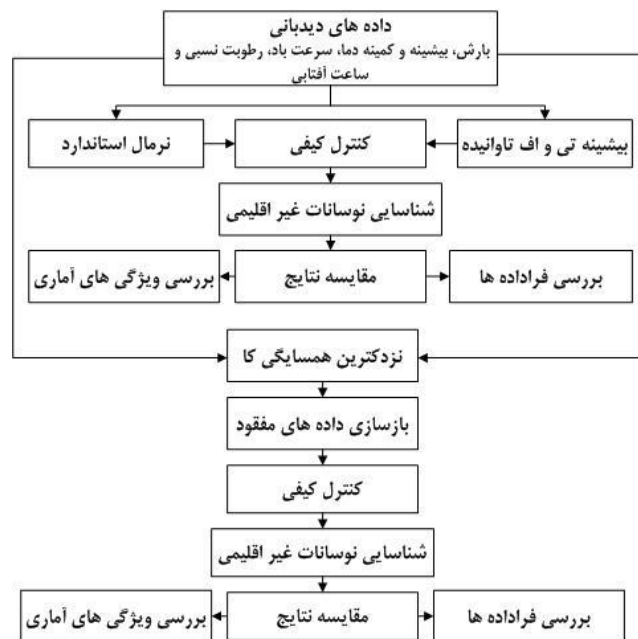 داده های دیدبانی
بارش، بیشینه و کمینه دما، سرعت باد، رطوبت نسبی و
ساعت آفتابی
بیشینه تی و اف تاوانیده
کنترل کیفی
نرمال استاندارد
شناسایی نوسانات غیر اقلیمی
بررسی فراداده ها
مقایسه نتایج
بررسی ویژگی های آماری
نزدکترین همسایگی کا
بازسازی داده های مفقود
کنترل کیفی
شناسایی نوسانات غیر اقلیمی
بررسی فراداده ها
مقایسه نتایج
بررسی ویژگی های آماری